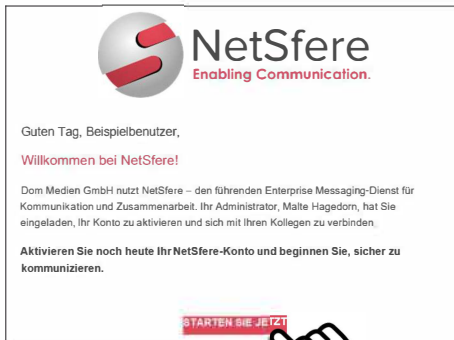 NetSfere
Enabling Communication.
Guten Tag, Beispielbenutzer,
Willkommen bei NetSfere!
Dom Medien GmbH nutzt NetSfere – den führenden Enterprise Messaging-Dienst für
Kommunikation und Zusammenarbeit. Ihr Administrator, Malte Hagedorn, hat Sie
eingeladen, Ihr Konto zu aktivieren und sich mit Ihren Kollegen zu verbinden
Aktivieren Sie noch heute Ihr NetSfere-Konto und beginnen Sie, sicher zu
kommunizieren.
STARTEN SIE JETZT